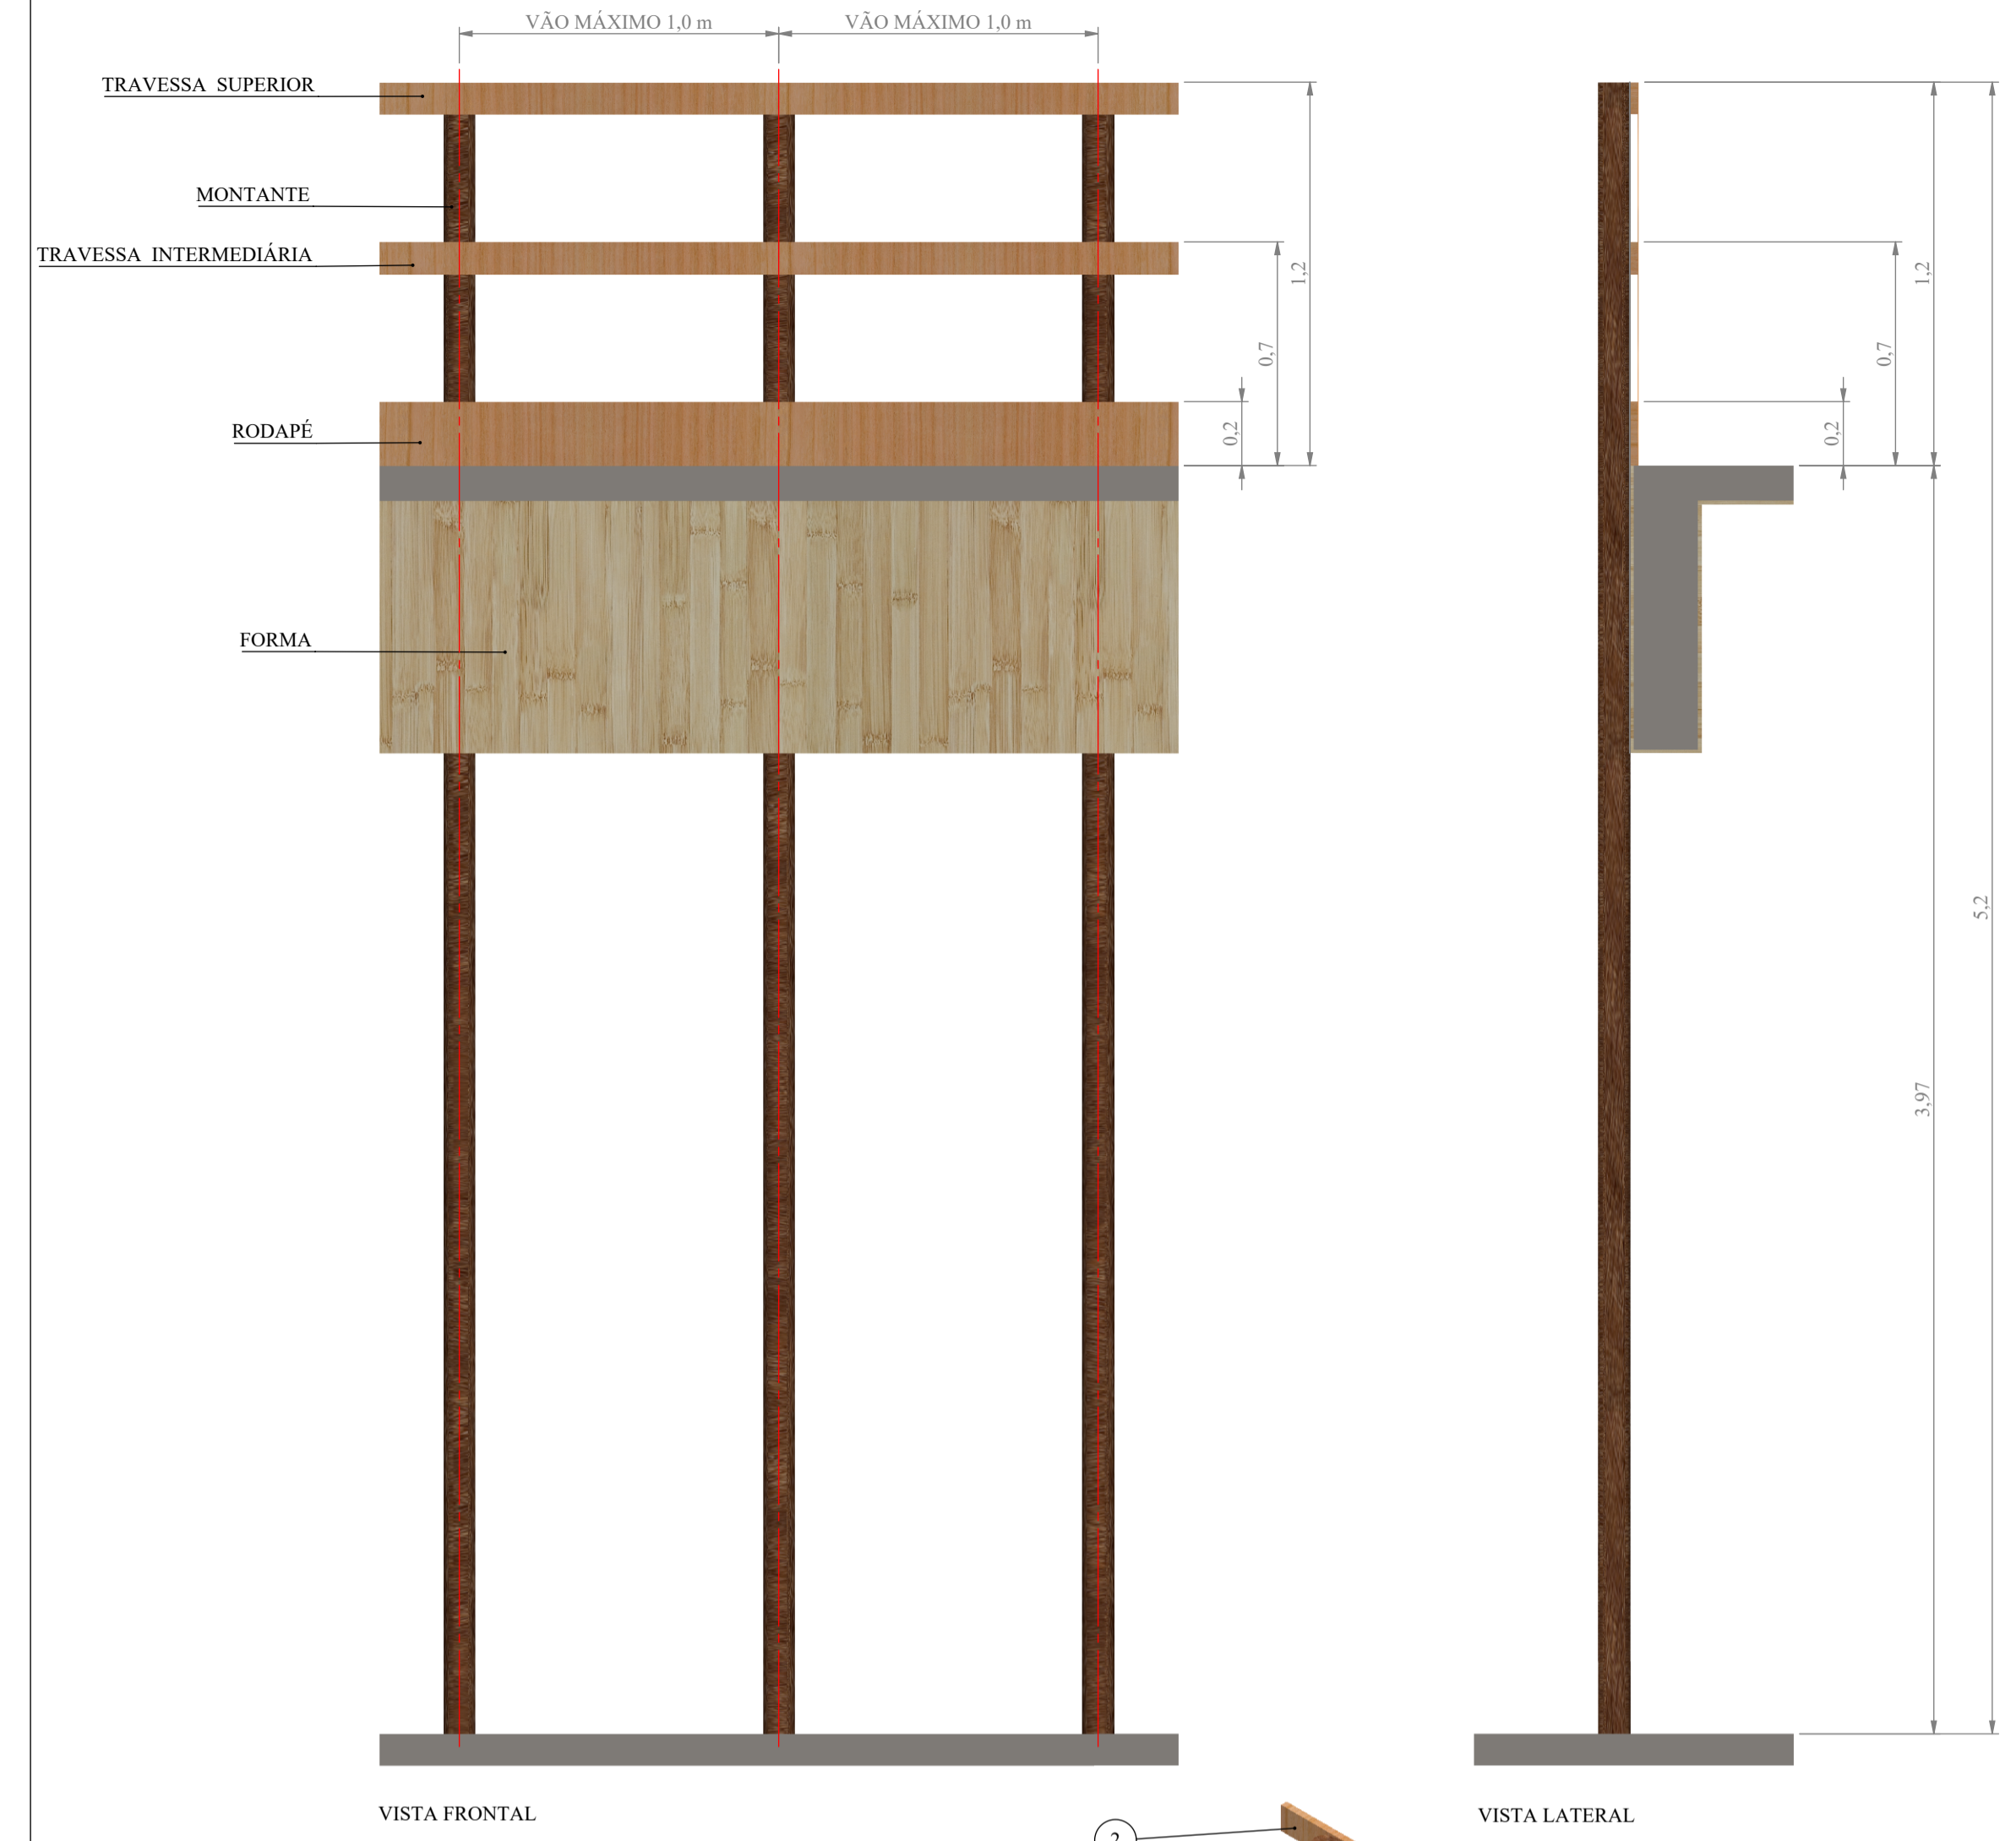 VÃO MÁXIMO 1,0 m VÃO MÁXIMO 1,0 m
TRAVESSA SUPERIOR
MONTANTE
TRAVESSA INTERMEDIÁRIA
RODAPÉ
FORMA
1,2
0,7
0,2
1,2
0,7
0,2
5,2
3,97
VISTA FRONTAL
VISTA LATERAL
2